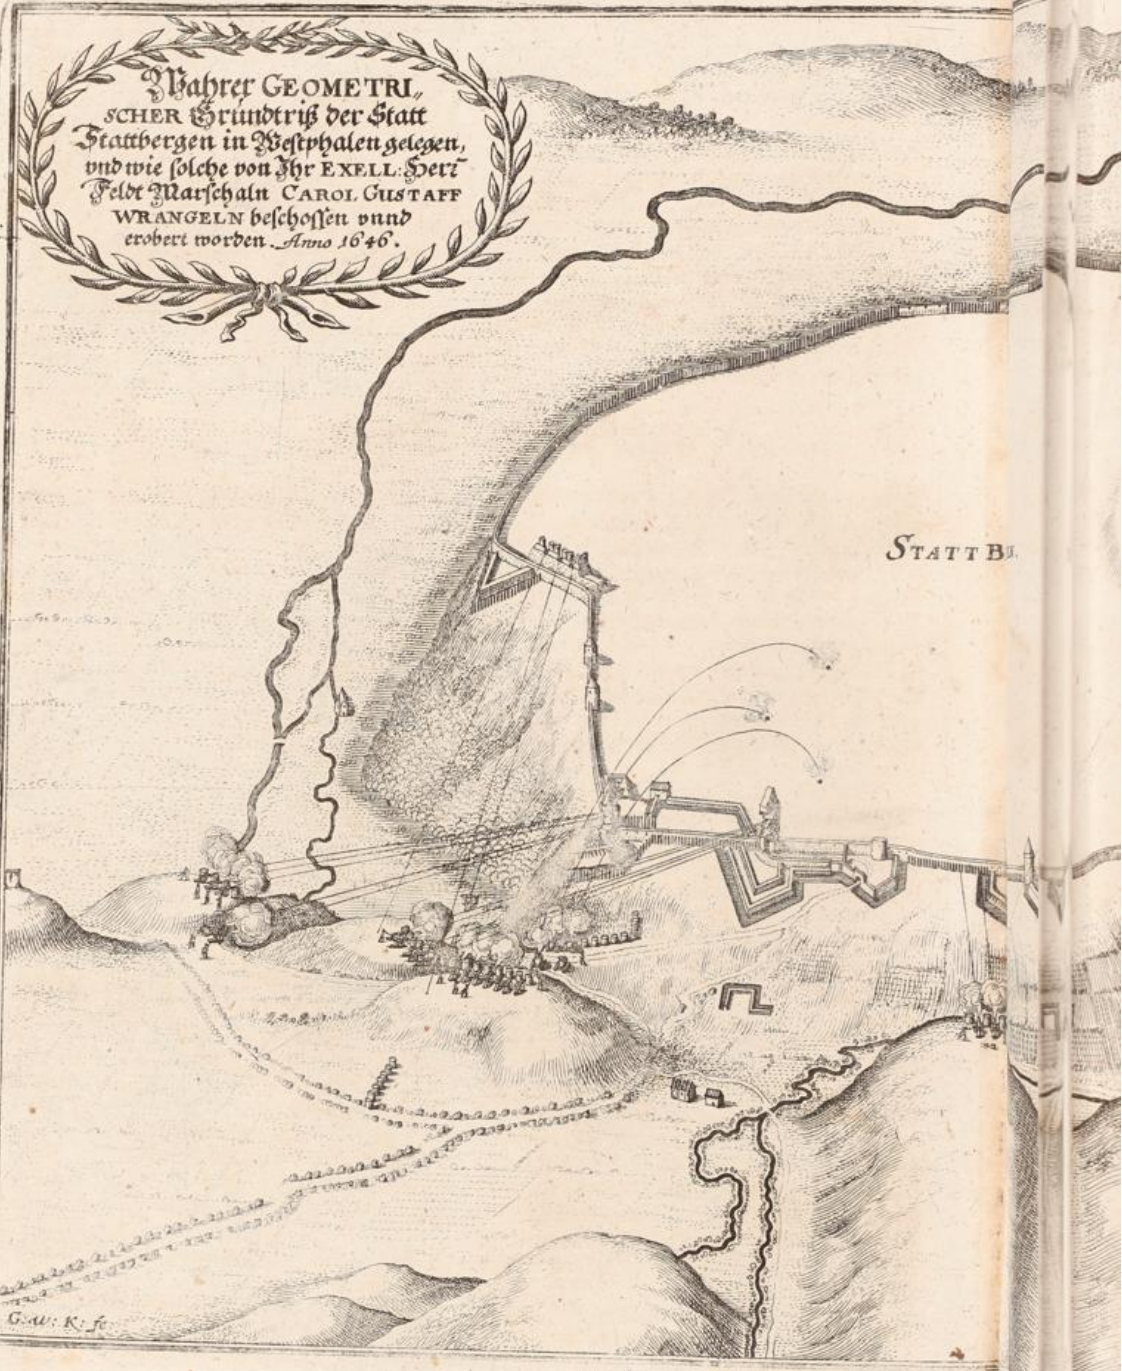 Wahrer GEOMETRI„
SCHER Grundtriß der Statt
Stattbergen in Westphalen gelegen,
vnd wie solche von Ihr EXELL: Herr
Feldt Marschaln CAROL GUSTAFF
WRANGELN beschossen vnnd
erobert worden. Anno 1646.
STATT B
G: W: K: fe